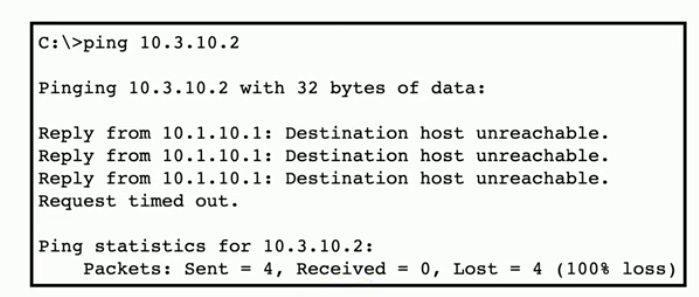 C:\>ping 10.3.10.2
Pinging 10.3.10.2 with 32 bytes of data:
Reply from 10.1.10.1: Destination host unreachable.
Reply from 10.1.10.1: Destination host unreachable.
Reply from 10.1.10.1: Destination host unreachable.
Request timed out.
Ping statistics for 10.3.10.2:
    Packets: Sent = 4, Received = 0, Lost = 4 (100% loss)